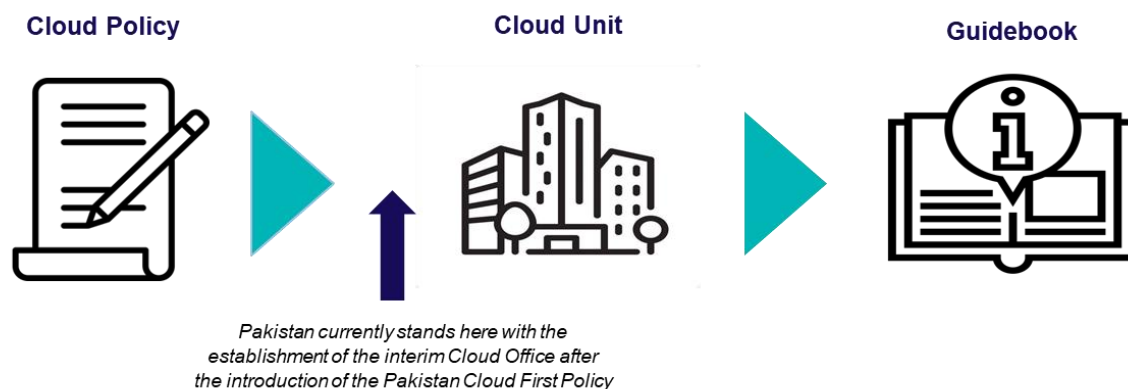 Cloud Policy
Cloud Unit
Guidebook
Pakistan currently stands here with the
establishment of the interim Cloud Office after
the introduction of the Pakistan Cloud First Policy